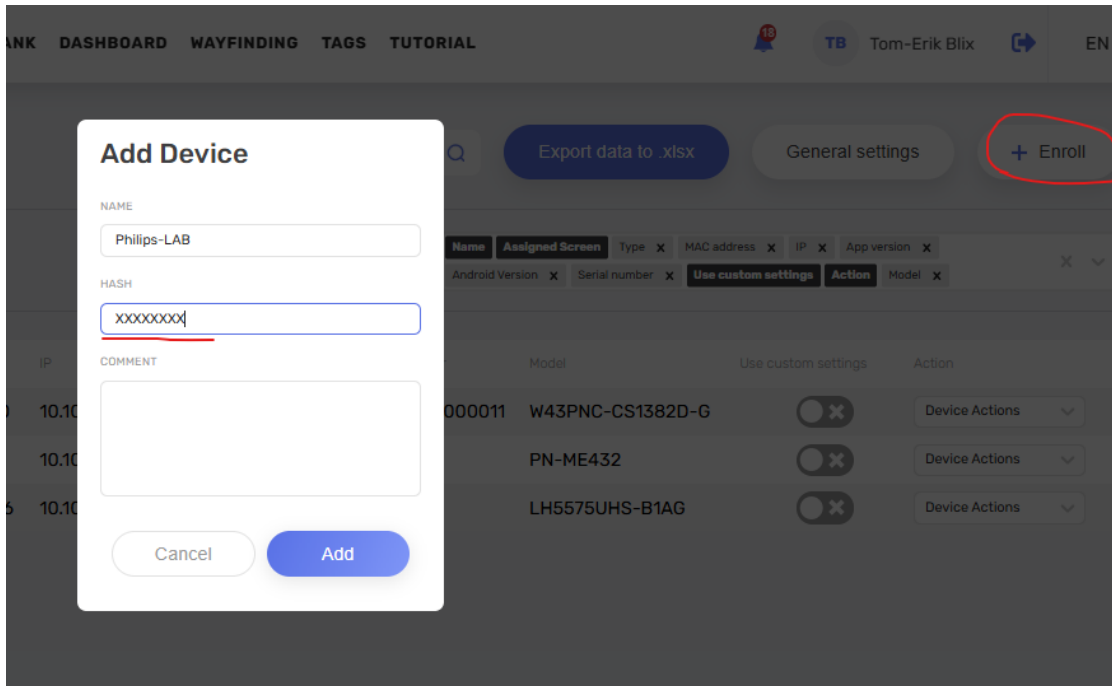 ANK DASHBOARD WAYFINDING TAGS TUTORIAL 18 TB Tom-Erik Blix EN
Export data to .xlsx General settings + Enroll
Add Device
NAME
Philips-LAB
HASH
XXXXXXXX
COMMENT
Cancel Add
Name Assigned Screen Type x MAC address x IP x App version x
Android Version x Serial number x Use custom settings Action Model x
IP Model Use custom settings Action
10.10 000011 W43PNC-CS1382D-G Device Actions
10.10 PN-ME432 Device Actions
6 10.10 LH5575UHS-B1AG Device Actions